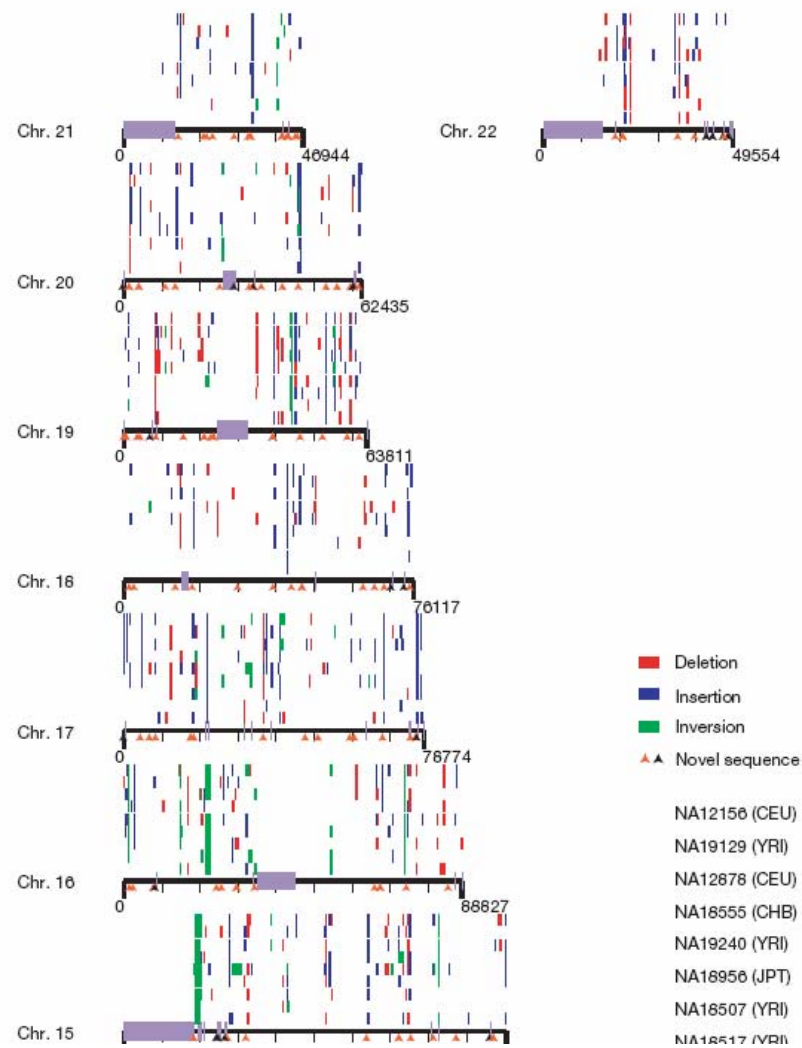 Chr. 21
0
46944
Chr. 22
0
49554
Chr. 20
0
62435
Chr. 19
0
63811
Chr. 18
0
76117
Deletion
Insertion
Inversion
Novel sequence
Chr. 17
0
78774
NA12156 (CEU)
NA19129 (YRI)
NA12878 (CEU)
NA18555 (CHB)
NA19240 (YRI)
NA18956 (JPT)
NA18507 (YRI)
NA18517 (YRI)
Chr. 16
0
88827
Chr. 15